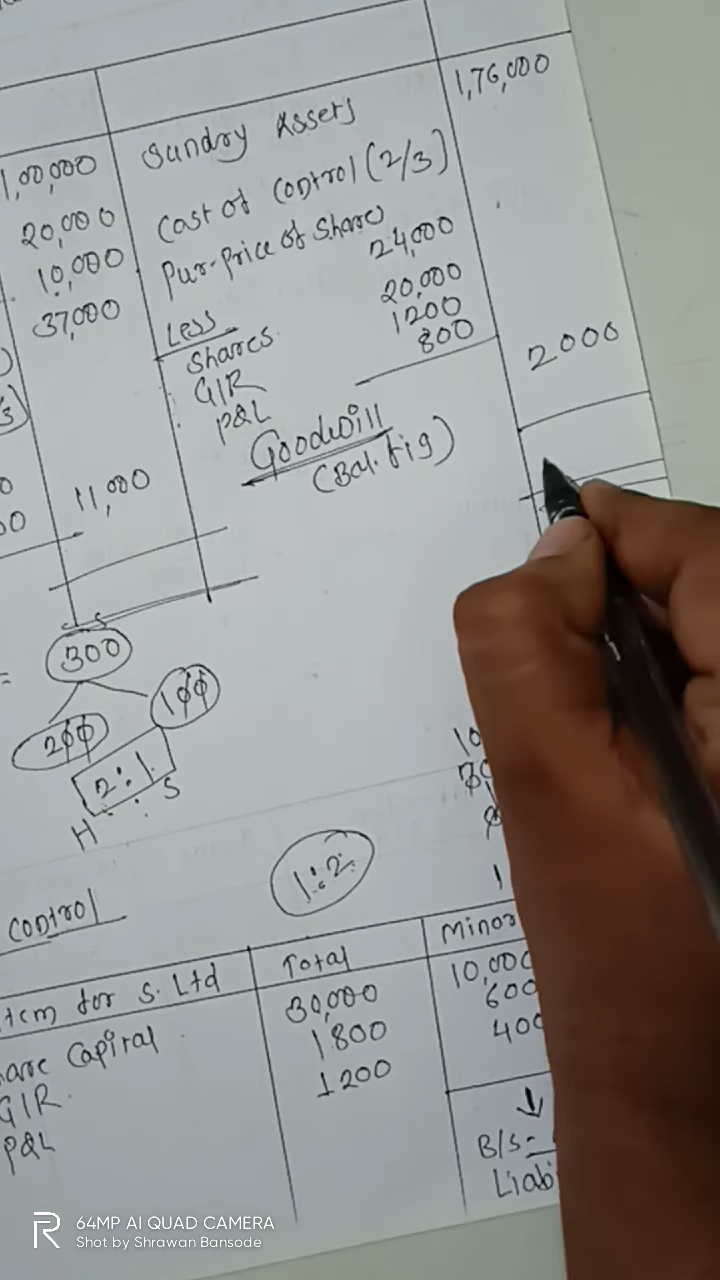 1,76,000
1,00,000 Sundry Assets
20,000 Cost of Control (2/3)
10,000 Pur. Price of Shares 24,000
37,000 Less
Shares 20,000
G/R 1200
P&L 800 2000
Goodwill
(Bal. fig)
11,000
= 300
200 100
2:1
H S
1:2
Control
S. Ltd Total Minor
Share Capital 30,000 10,000
G/R. 1800 600
P&L 1200 400
↓
B/S -
Liabi
64MP AI QUAD CAMERA
Shot by Shrawan Bansode